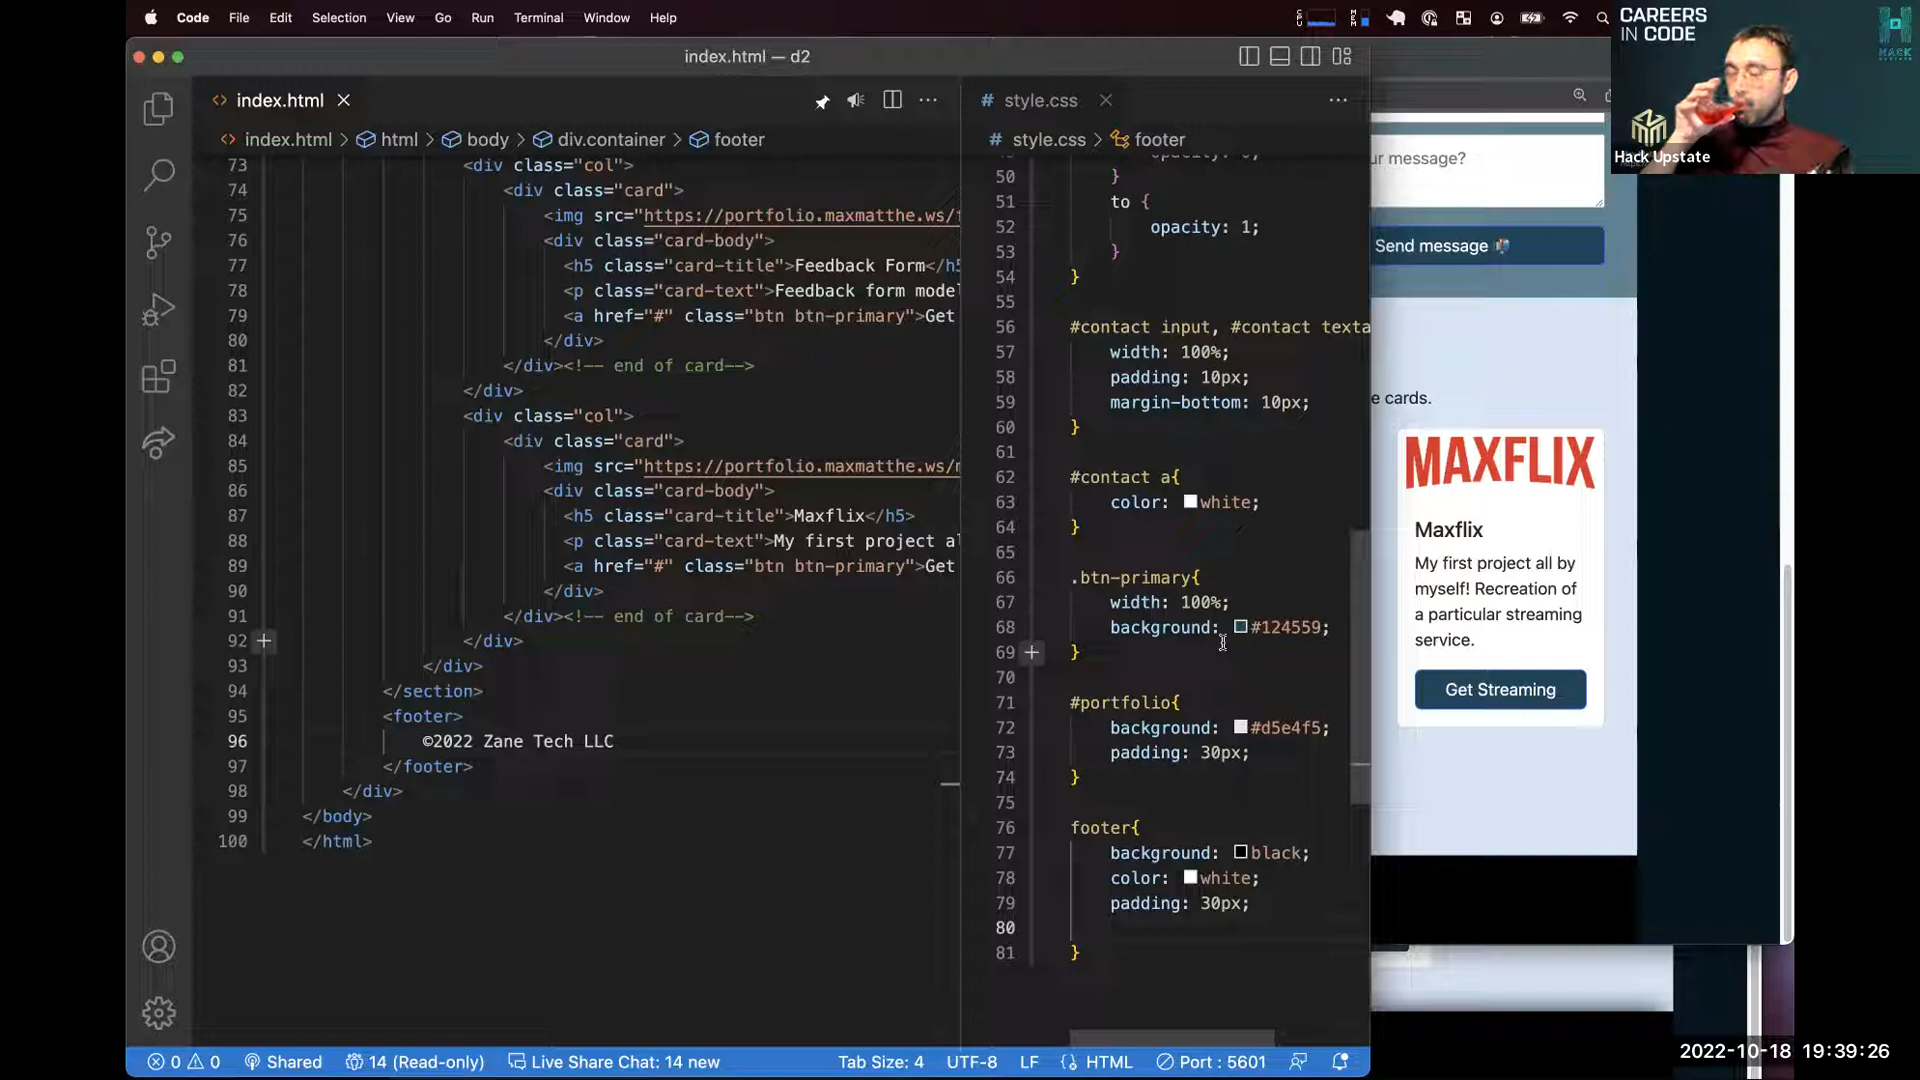 Code File Edit Selection View Go Run Terminal Window Help
index.html — d2
index.html
style.css
index.html > html > body > div.container > footer
style.css > footer
73 <div class="col">
74 <div class="card">
75 <img src="https://portfolio.maxmatthe.ws/
76 <div class="card-body">
77 <h5 class="card-title">Feedback Form</h5
78 <p class="card-text">Feedback form model
79 <a href="#" class="btn btn-primary">Get
80 </div>
81 </div><!-- end of card-->
82 </div>
83 <div class="col">
84 <div class="card">
85 <img src="https://portfolio.maxmatthe.ws/
86 <div class="card-body">
87 <h5 class="card-title">Maxflix</h5>
88 <p class="card-text">My first project al
89 <a href="#" class="btn btn-primary">Get
90 </div>
91 </div><!-- end of card-->
92 </div>
93 </div>
94 </section>
95 <footer>
96 ©2022 Zane Tech LLC
97 </footer>
98 </div>
99 </body>
100 </html>
50 }
51 to {
52 opacity: 1;
53 }
54 }
55
56 #contact input, #contact texta
57 width: 100%;
58 padding: 10px;
59 margin-bottom: 10px;
60 }
61
62 #contact a{
63 color: white;
64 }
65
66 .btn-primary{
67 width: 100%;
68 background: #124559;
69 }
70
71 #portfolio{
72 background: #d5e4f5;
73 padding: 30px;
74 }
75
76 footer{
77 background: black;
78 color: white;
79 padding: 30px;
80
81 }
ur message?
Send message
e cards.
MAXFLIX
Maxflix
My first project all by
myself! Recreation of
a particular streaming
service.
Get Streaming
CAREERS
IN CODE
HACK
Hack Upstate
0 0 Shared 14 (Read-only) Live Share Chat: 14 new Tab Size: 4 UTF-8 LF HTML Port : 5601
2022-10-18 19:39:26